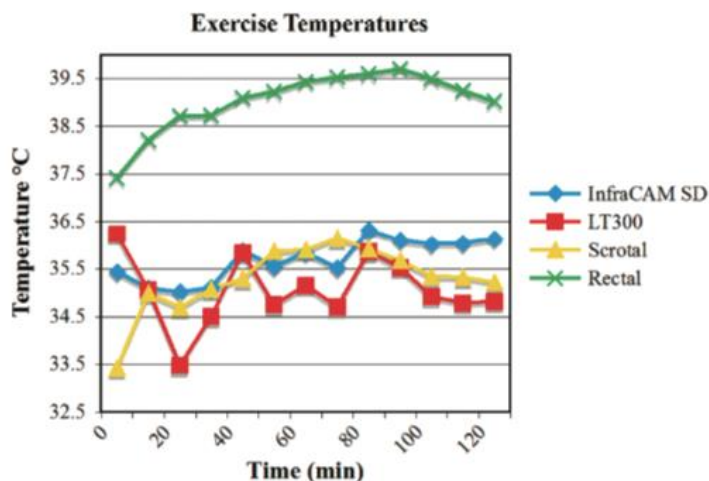 Exercise Temperatures
39.5
38.5
37.5
36.5
35.5
34.5
33.5
32.5
Temperature °C
0
20
40
60
80
100
120
Time (min)
InfraCAM SD
LT300
Scrotal
Rectal